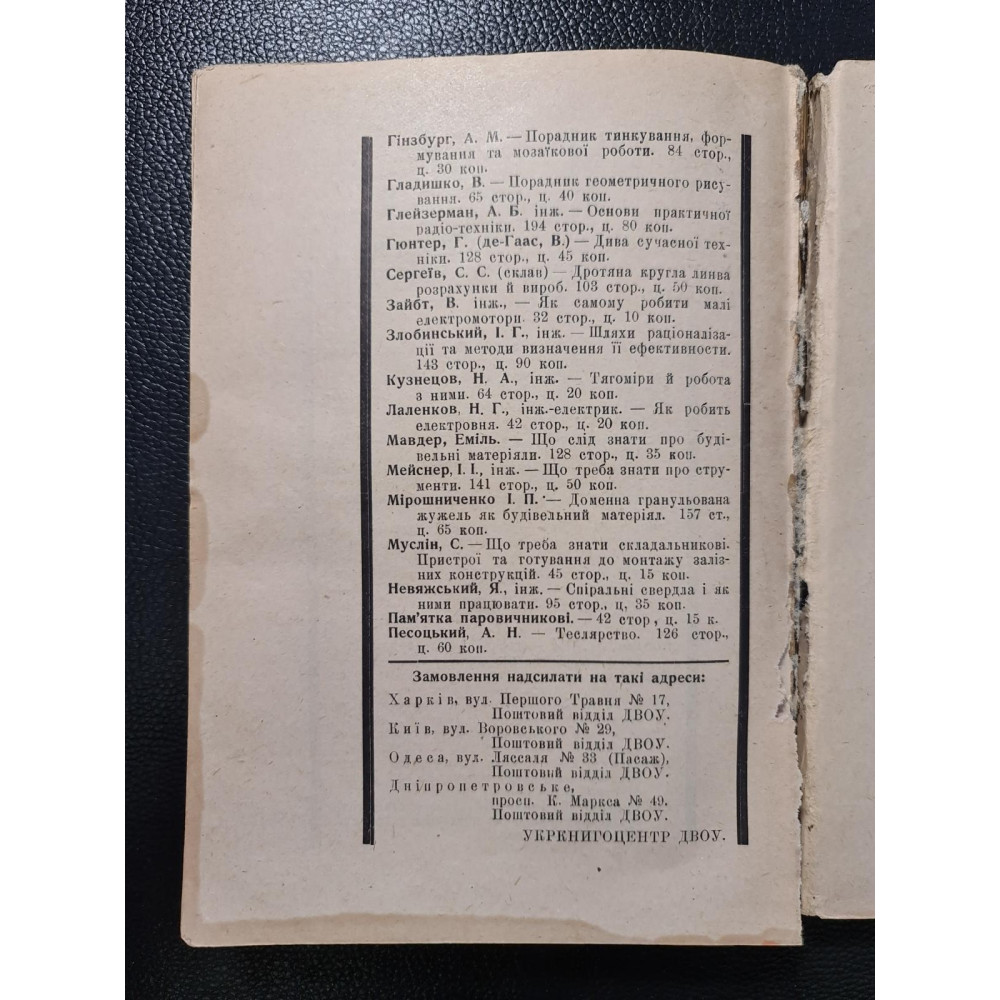 Гінзбург, А. М. — Порадник тинкування, фор-
мування та мозаїкової роботи. 84 стор.,
ц. 30 коп.
Гладишко, В. — Порадник геометричного рису-
вання. 65 стор., ц. 40 коп.
Глейзерман, А. Б. інж. — Основи практичної
радіо-техніки. 194 стор., ц. 80 коп.
Гюнтер, Г. (де-Гаас, В.) — Дива сучасної тех-
ніки. 128 стор., ц. 45 коп.
Сергеїв, С. С. (склав) — Дротяна кругла линва
розрахунки й вироб. 103 стор., ц. 50 коп.
Зайбт, В. інж., — Як самому робити малі
електромотори. 32 стор., ц. 10 коп.
Злобинський, І. Г., інж. — Шляхи раціоналіза-
ції та методи визначення її ефективности.
143 стор., ц. 90 коп.
Кузнецов, Н. А., інж. — Тягоміри й робота
з ними. 64 стор., ц. 20 коп.
Лаленков, Н. Г., інж.-електрик. — Як робить
електровня. 42 стор., ц. 20 коп.
Мавдер, Еміль. — Що слід знати про буді-
вельні матеріяли. 128 стор., ц. 35 коп.
Мейснер, І. І., інж. — Що треба знати про стру-
менти. 141 стор., ц. 50 коп.
Мірошниченко І. П. — Доменна гранульована
жужель як будівельний матеріял. 157 ст.,
ц. 65 коп.
Муслін, С. — Що треба знати складальникові.
Пристрої та готування до монтажу заліз-
них конструкцій. 45 стор., ц. 15 коп.
Невяжський, Я., інж. — Спіральні свердла і як
ними працювати. 95 стор., ц, 35 коп.
Пам'ятка паровичникові. — 42 стор, ц. 15 к.
Песоцький, А. Н. — Теслярство. 126 стор.,
ц. 60 коп.
Замовлення надсилати на такі адреси:
Харків, вул. Першого Травня № 17,
Поштовий відділ ДВОУ.
Київ, вул. Воровського № 29,
Поштовий відділ ДВОУ.
Одеса, вул. Ляссаля № 33 (Пасаж),
Поштовий відділ ДВОУ.
Дніпропетровське,
просп. К. Маркса № 49.
Поштовий відділ ДВОУ.
УКРКНИГОЦЕНТР ДВОУ.